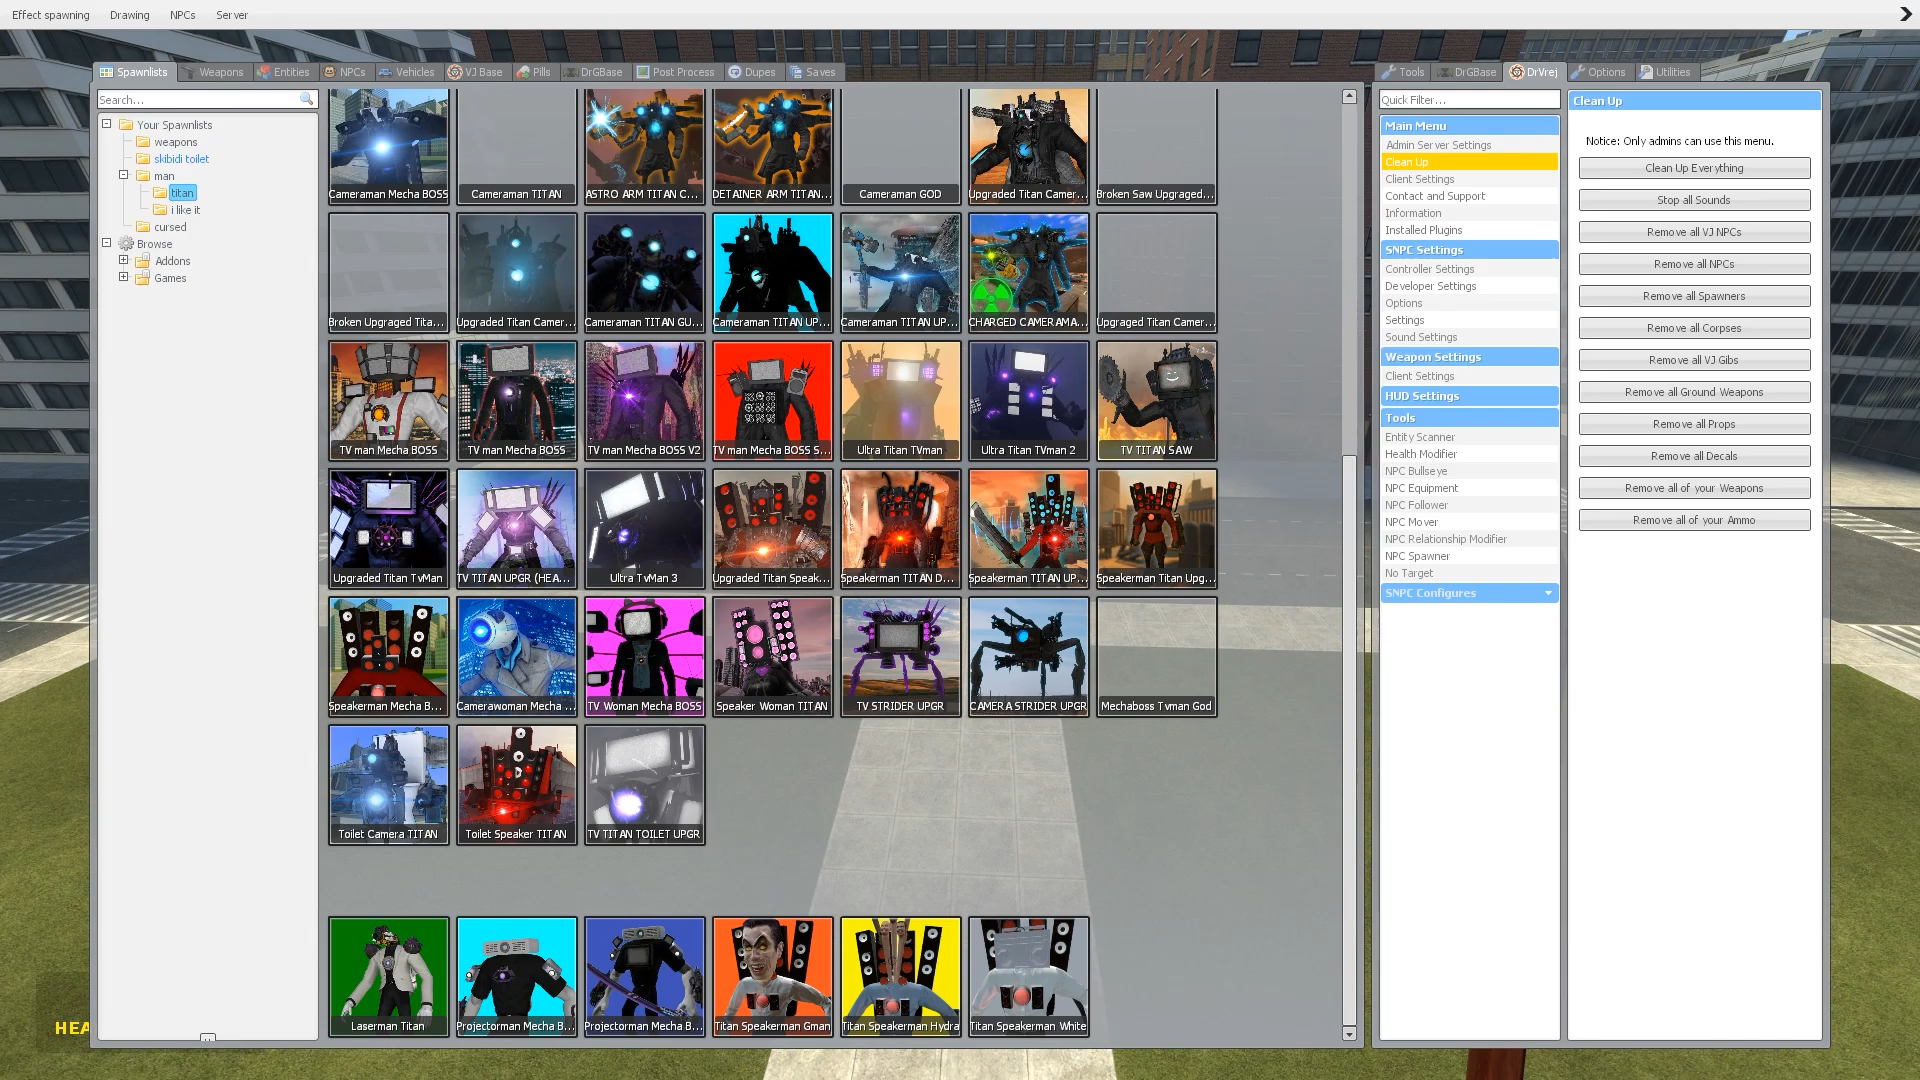 Effect spawning Drawing NPCs Server
Spawnlists Weapons Entities NPCs Vehicles VJ Base Pills DrGBase Post Process Dupes Saves
Search...
Your Spawnlists
weapons
skibidi toilet
man
titan
i like it
cursed
Browse
Addons
Games
Cameraman Mecha BOSS Cameraman TITAN ASTRO ARM TITAN C... DETAINER ARM TITAN... Cameraman GOD Upgraded Titan Camer... Broken Saw Upgraged...
Broken Upgraged Tita... Upgraded Titan Camer... Cameraman TITAN GU... Cameraman TITAN UP... Cameraman TITAN UP... CHARGED CAMERAMA... Upgraged Titan Camer...
TV man Mecha BOSS TV man Mecha BOSS TV man Mecha BOSS V2 TV man Mecha BOSS S... Ultra Titan TVman Ultra Titan TVman 2 TV TITAN SAW
Upgraded Titan TvMan TV TITAN UPGR (HEA... Ultra TvMan 3 Upgraded Titan Speak... Speakerman TITAN D... Speakerman TITAN UP... Speakerman Titan Upg...
Speakerman Mecha B... Camerawoman Mecha ... TV Woman Mecha BOSS Speaker Woman TITAN TV STRIDER UPGR CAMERA STRIDER UPGR Mechaboss Tvman God
Toilet Camera TITAN Toilet Speaker TITAN TV TITAN TOILET UPGR
Laserman Titan Projectorman Mecha B... Projectorman Mecha B... Titan Speakerman Gman Titan Speakerman Hydra Titan Speakerman White
HEA
Tools DrGBase DrVrej Options Utilities
Quick Filter...
Main Menu
Admin Server Settings
Clean Up
Client Settings
Contact and Support
Information
Installed Plugins
SNPC Settings
Controller Settings
Developer Settings
Options
Settings
Sound Settings
Weapon Settings
Client Settings
HUD Settings
Tools
Entity Scanner
Health Modifier
NPC Bullseye
NPC Equipment
NPC Follower
NPC Mover
NPC Relationship Modifier
NPC Spawner
No Target
SNPC Configures
Clean Up
Notice: Only admins can use this menu.
Clean Up Everything
Stop all Sounds
Remove all VJ NPCs
Remove all NPCs
Remove all Spawners
Remove all Corpses
Remove all VJ Gibs
Remove all Ground Weapons
Remove all Props
Remove all Decals
Remove all of your Weapons
Remove all of your Ammo